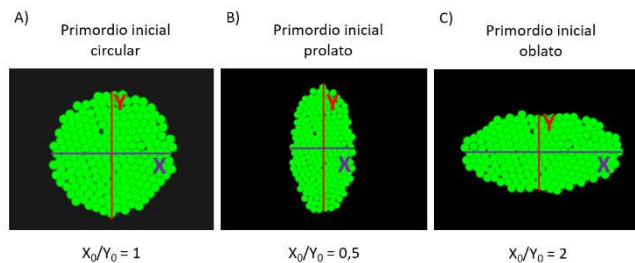 A)
Primordio inicial
circular
Y
X
X₀/Y₀ = 1
B)
Primordio inicial
prolato
Y
X
X₀/Y₀ = 0,5
C)
Primordio inicial
oblato
Y
X
X₀/Y₀ = 2